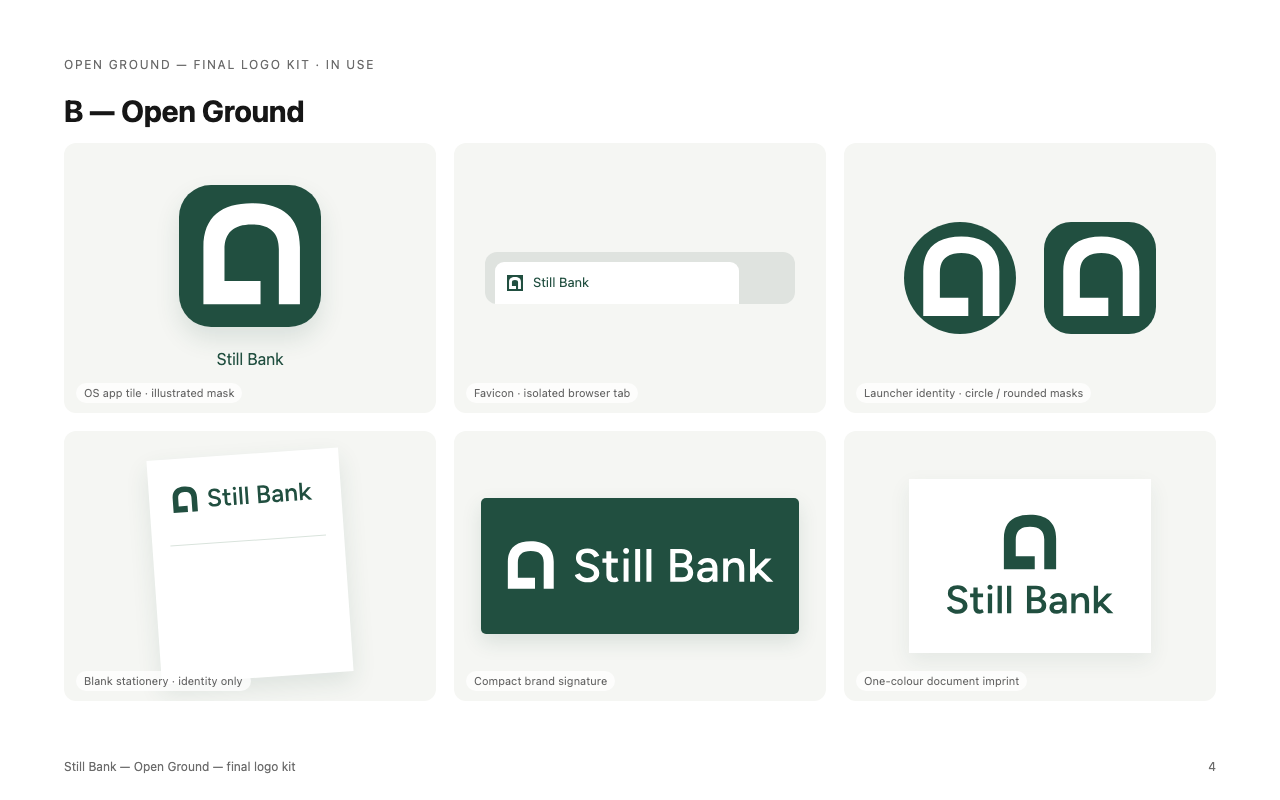 OPEN GROUND — FINAL LOGO KIT · IN USE
B — Open Ground
Still Bank
OS app tile · illustrated mask
Still Bank
Favicon · isolated browser tab
Launcher identity · circle / rounded masks
Still Bank
Blank stationery · identity only
Still Bank
Compact brand signature
Still Bank
One-colour document imprint
Still Bank — Open Ground — final logo kit
4